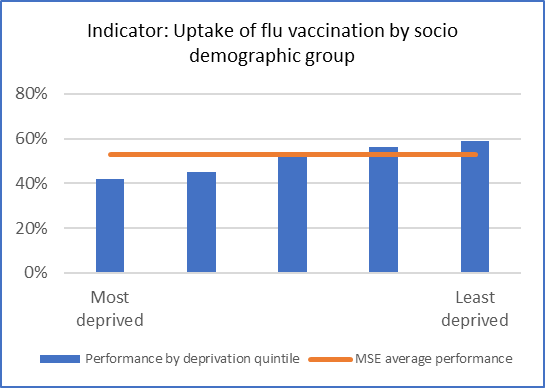 Indicator: Uptake of flu vaccination by socio
demographic group
80%
60%
40%
20%
0%
Most
deprived
Least
deprived
Performance by deprivation quintile
MSE average performance